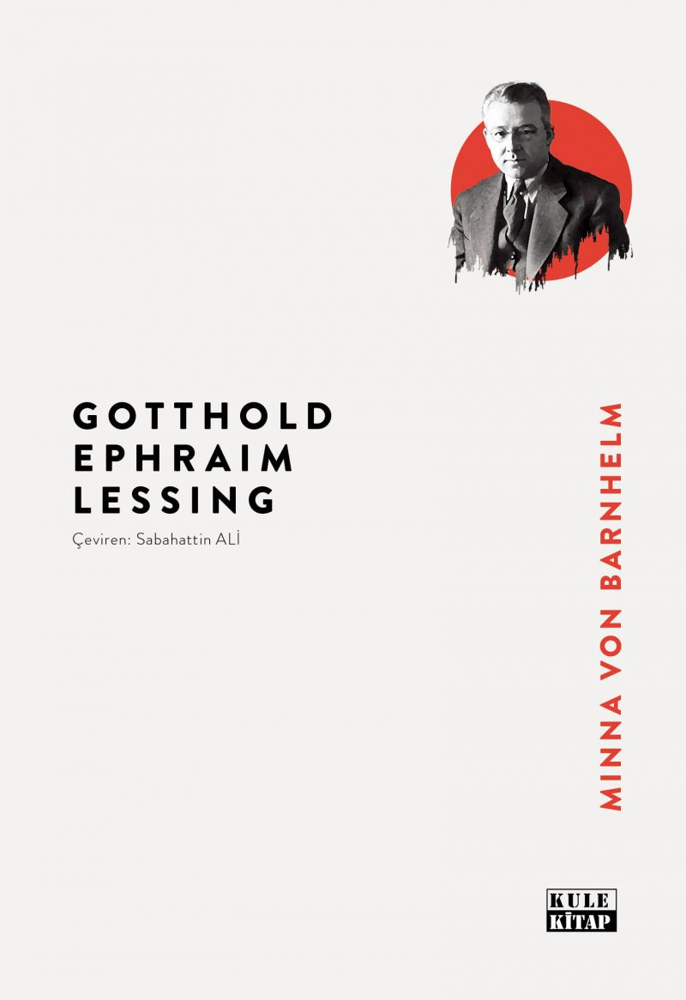 GOTTHOLD
EPHRAIM
LESSING
Çeviren: Sabahattin ALİ
MINNA VON BARNHELM
KULE
KİTAP